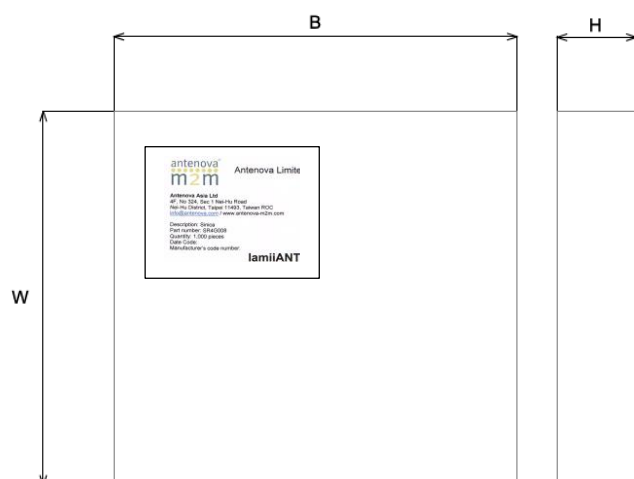 B
H
W
antenova®
m2m
Antenova Limite
Antenova Asia Ltd
4F, No 324, Sec 1 Nei-Hu Road
Nei-Hu District, Taipei 11493, Taiwan ROC
info@antenova.com / www.antenova-m2m.com
Description: Sinica
Part number: SR4G008
Quantity: 1,000 pieces
Date Code:
Manufacturer's code number:
lamiiANT